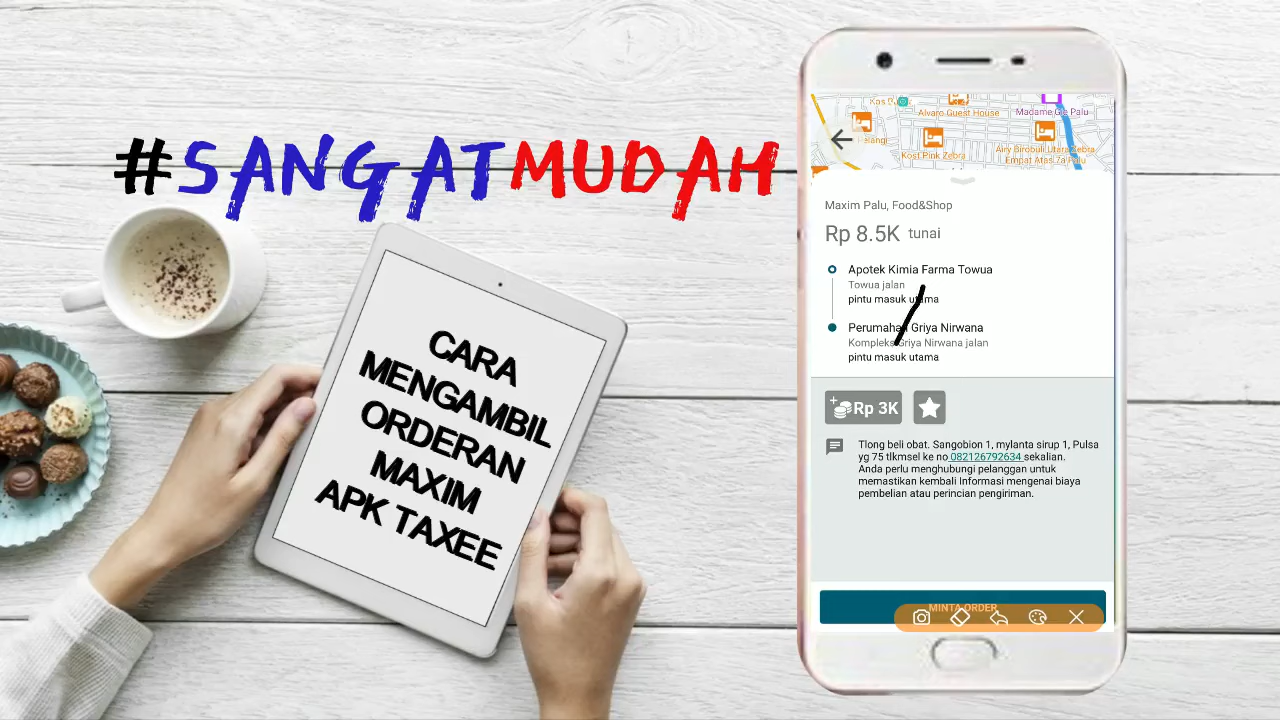 #SANGATMUDAH
CARA
MENGAMBIL
ORDERAN
MAXIM
APK TAXEE
Alvaro Guest House
Madame Gie Palu
Kost Pink Zebra
Airy Birobuli Utara Zebra
Empat Atas 7a Palu
Maxim Palu, Food&Shop
Rp 8.5K tunai
Apotek Kimia Farma Towua
Towua jalan
pintu masuk utama
Perumahan Griya Nirwana
Kompleks Griya Nirwana jalan
pintu masuk utama
+ Rp 3K
Tlong beli obat. Sangobion 1, mylanta sirup 1, Pulsa
yg 75 tlkmsel ke no 082126792634 sekalian.
Anda perlu menghubungi pelanggan untuk
memastikan kembali Informasi mengenai biaya
pembelian atau perincian pengiriman.
MINTA ORDER